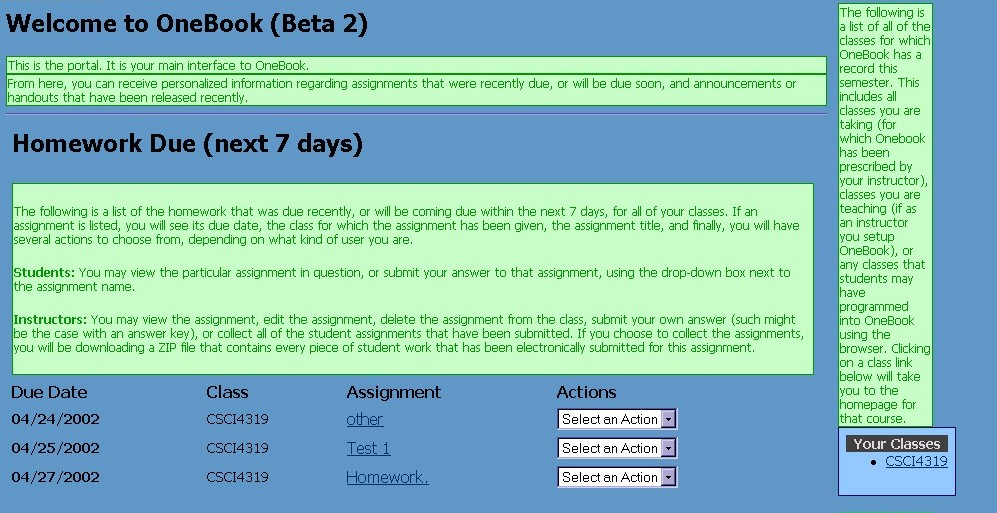 Welcome to OneBook (Beta 2)
This is the portal. It is your main interface to OneBook.
From here, you can receive personalized information regarding assignments that were recently due, or will be due soon, and announcements or
handouts that have been released recently.
Homework Due (next 7 days)
The following is a list of the homework that was due recently, or will be coming due within the next 7 days, for all of your classes. If an
assignment is listed, you will see its due date, the class for which the assignment has been given, the assignment title, and finally, you will have
several actions to choose from, depending on what kind of user you are.
Students: You may view the particular assignment in question, or submit your answer to that assignment, using the drop-down box next to
the assignment name.
Instructors: You may view the assignment, edit the assignment, delete the assignment from the class, submit your own answer (such might
be the case with an answer key), or collect all of the student assignments that have been submitted. If you choose to collect the assignments,
you will be downloading a ZIP file that contains every piece of student work that has been electronically submitted for this assignment.
Due Date Class Assignment Actions
04/24/2002 CSCI4319 other Select an Action
04/25/2002 CSCI4319 Test 1 Select an Action
04/27/2002 CSCI4319 Homework. Select an Action
The following is
a list of all of the
classes for which
OneBook has a
record this
semester. This
includes all
classes you are
taking (for
which Onebook
has been
prescribed by
your instructor),
classes you are
teaching (if as
an instructor
you setup
OneBook), or
any classes that
students may
have
programmed
into OneBook
using the
browser. Clicking
on a class link
below will take
you to the
homepage for
that course.
Your Classes
• CSCI4319